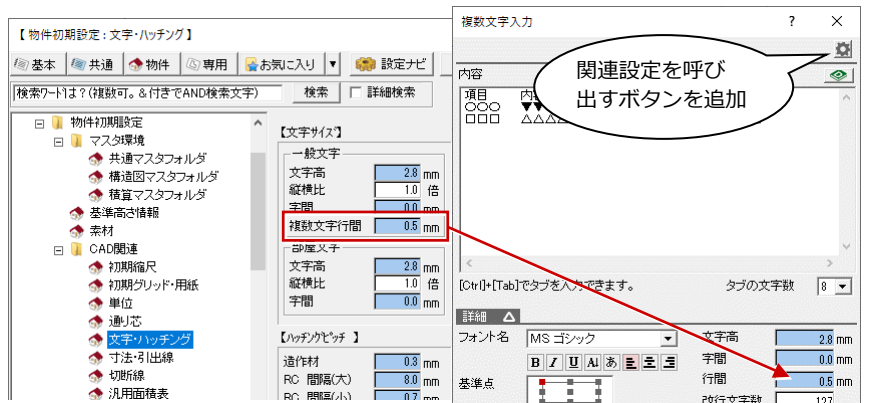 【 物件初期設定 : 文字・ハッチング 】
基本 共通 物件 専用 お気に入り ▼ 設定ナビ
検索ワードは？(複数可。＆付きでAND検索文字) 検索 詳細検索
物件初期設定
マスタ環境
共通マスタフォルダ
構造図マスタフォルダ
積算マスタフォルダ
基準高さ情報
素材
CAD関連
初期縮尺
初期グリッド・用紙
単位
通り芯
文字・ハッチング
寸法・引出線
切断線
汎用面積表
【文字サイズ】
一般文字
文字高 2.8 mm
縦横比 1.0 倍
字間 0.0 mm
複数文字行間 0.5 mm
部屋文字
文字高 2.8 mm
縦横比 1.0 倍
字間 0.0 mm
【ハッチングピッチ 】
造作材 0.3 mm
RC 間隔(大) 8.0 mm
RC 間隔(小) 0.7 mm
複数文字入力 ? ×
関連設定を呼び
出すボタンを追加
内容
項目
○○○ ▼▼
□□□ △△△△
[Ctrl]+[Tab]でタブを入力できます。 タブの文字数 8
詳細 △
フォント名 MS ゴシック 文字高 2.8 mm
B I U AI あ 字間 0.0 mm
基準点 行間 0.5 mm
改行文字数 127